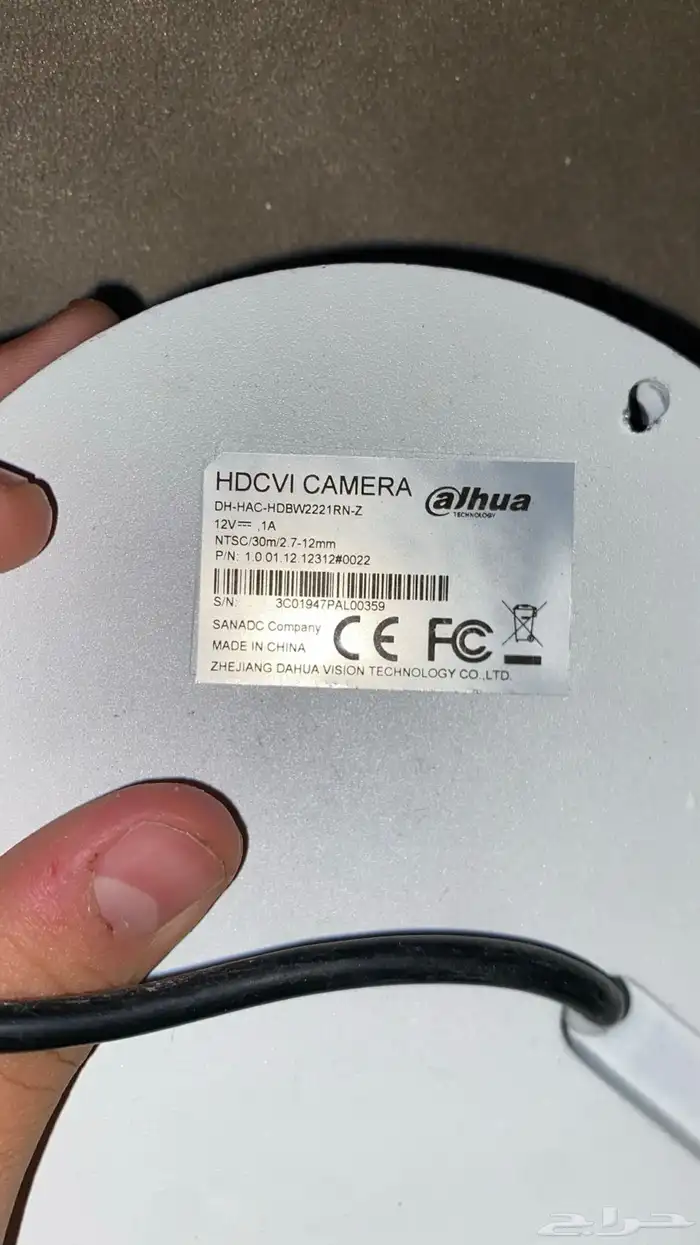 HDCVI CAMERA
alhua
TECHNOLOGY
DH-HAC-HDBW2221RN-Z
12V⎓ .1A
NTSC/30m/2.7-12mm
P/N: 1.0.01.12.12312#0022
S/N: 3C01947PAL00359
SANADC Company
MADE IN CHINA
CE FC
ZHEJIANG DAHUA VISION TECHNOLOGY CO.,LTD.
حراج